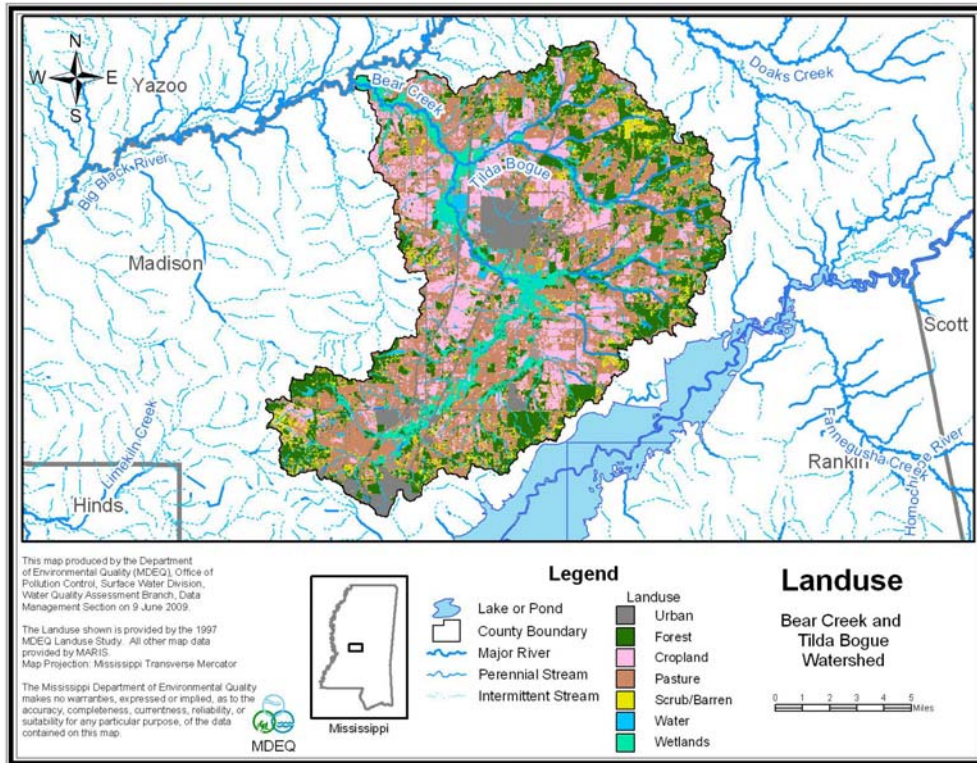 N
W E
S
Yazoo
Bear Creek
Doaks Creek
Tilda Bogue
Big Black River
Madison
Scott
Limekiln Creek
Fannegusha Creek
Rankin
Hinds
This map produced by the Department
of Environmental Quality (MDEQ), Office of
Pollution Control, Surface Water Division,
Water Quality Assessment Branch, Data
Management Section on 9 June 2009.
The Landuse shown is provided by the 1997
MDEQ Landuse Study. All other map data
provided by MARIS.
Map Projection: Mississippi Transverse Mercator
The Mississippi Department of Environmental Quality
makes no warranties, expressed or implied, as to the
accuracy, completeness, currentness, reliability, or
suitability for any particular purpose, of the data
contained on this map.
MDEQ
Mississippi
Legend
Lake or Pond
County Boundary
Major River
Perennial Stream
Intermittent Stream
Landuse
Urban
Forest
Cropland
Pasture
Scrub/Barren
Water
Wetlands
Landuse
Bear Creek and
Tilda Bogue
Watershed
0 1 2 3 4 5
Miles